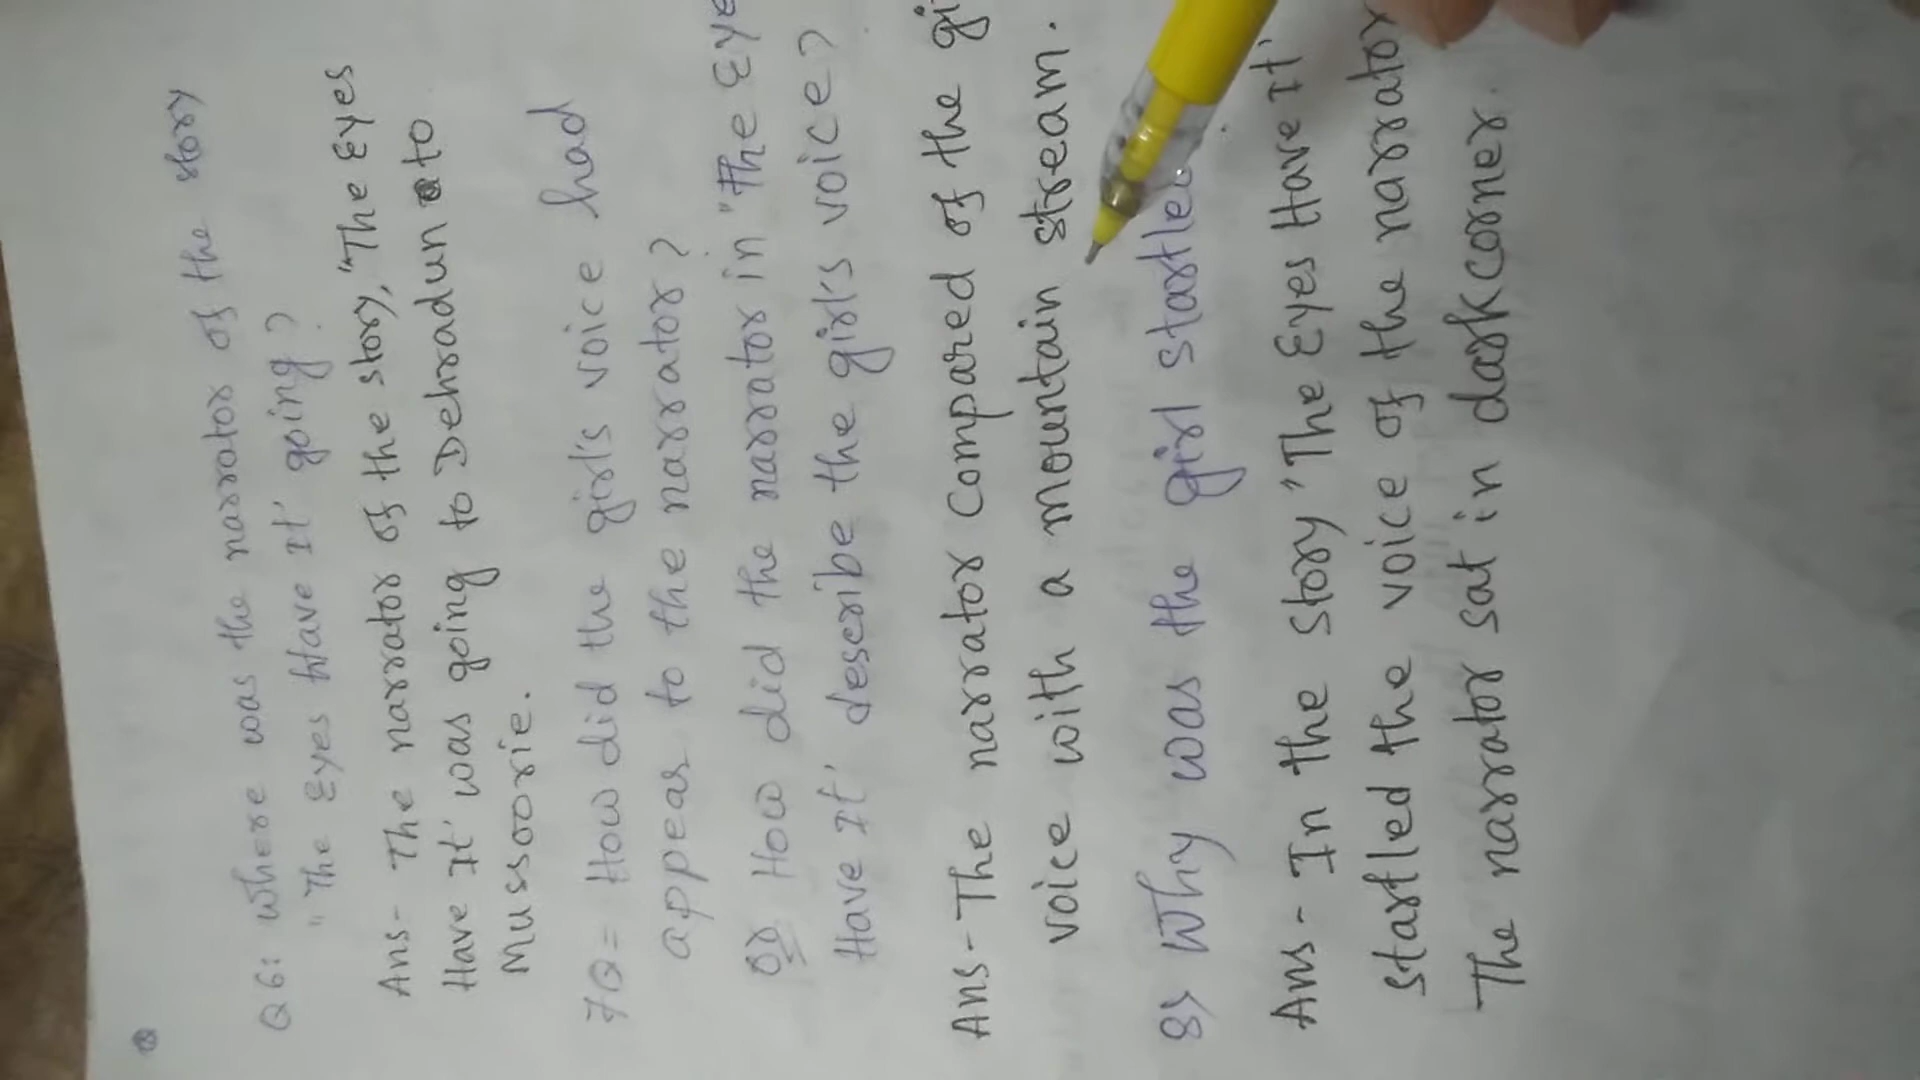 Q6: Where was the narrator of the story
"The Eyes Have It' going?
Ans- The narrator of the story, 'The Eyes
Have It' was going to Dehradun to
Mussoorie.
7Q= How did the girl's voice had
appear to the narrator?
Or How did the narrator in "The Eye
Have It' describe the girl's voice?
Ans- The narrator compared of the gi
voice with a mountain stream.
8> Why was the girl startle
Ans- In the story 'The Eyes Have It'
startled the voice of the narrator
The narrator sat in dark corner.